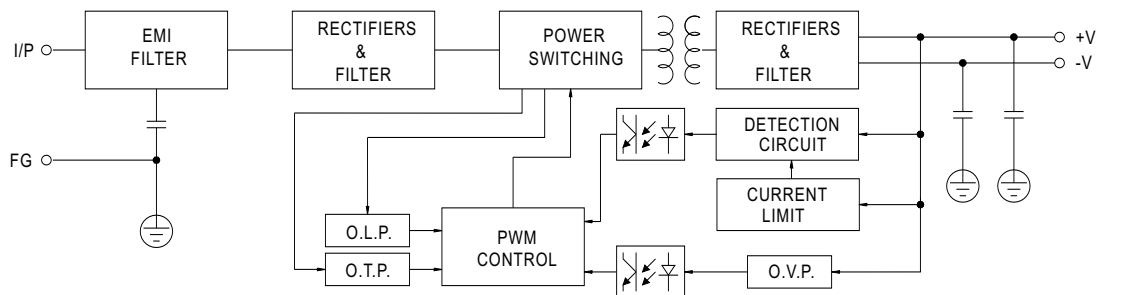 I/P
EMI
FILTER
RECTIFIERS
&
FILTER
POWER
SWITCHING
RECTIFIERS
&
FILTER
+V
-V
FG
DETECTION
CIRCUIT
CURRENT
LIMIT
O.L.P.
O.T.P.
PWM
CONTROL
O.V.P.